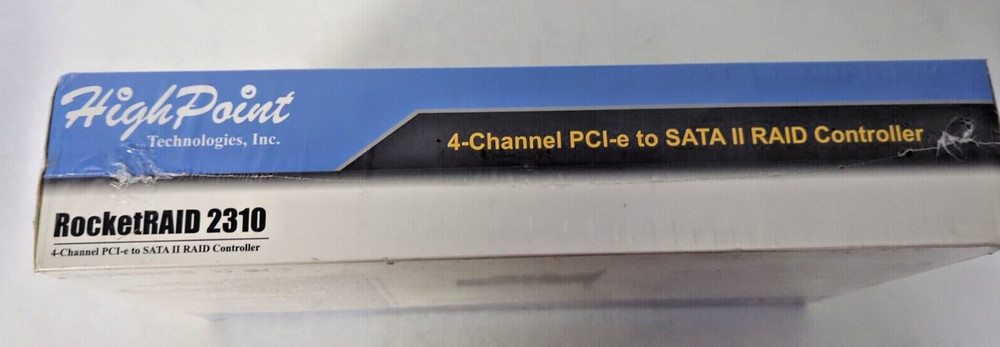 HighPoint
Technologies, Inc.
4-Channel PCI-e to SATA II RAID Controller
RocketRAID 2310
4-Channel PCI-e to SATA II RAID Controller